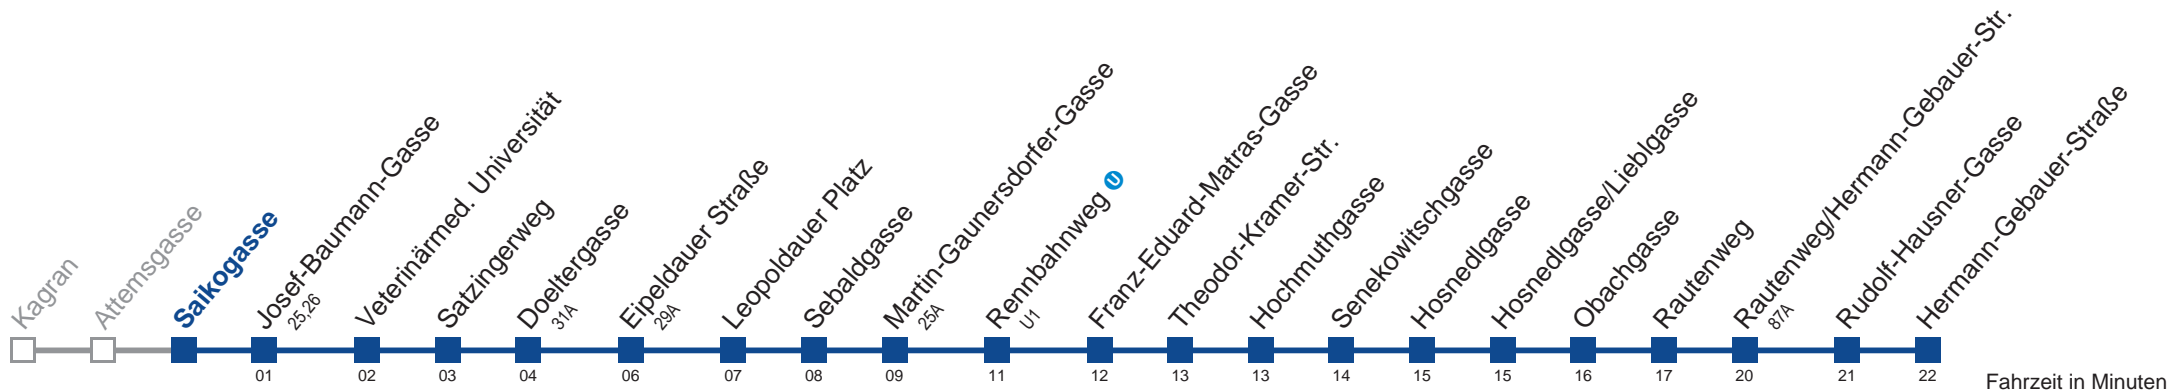 Kagran
Attemsgasse
Saikogasse
Josef-Baumann-Gasse
25,26
Veterinärmed. Universität
Satzingerweg
Doeltergasse
31A
Eipeldauer Straße
29A
Leopoldauer Platz
Sebaldgasse
Martin-Gaunersdorfer-Gasse
25A
Rennbahnweg U
U1
Franz-Eduard-Matras-Gasse
Theodor-Kramer-Str.
Hochmuthgasse
Senekowitschgasse
Hosnedlgasse
Hosnedlgasse/Lieblgasse
Obachgasse
Rautenweg
Rautenweg/Hermann-Gebauer-Str.
87A
Rudolf-Hausner-Gasse
Hermann-Gebauer-Straße
01 02 03 04 06 07 08 09 11 12 13 13 14 15 15 16 17 20 21 22
Fahrzeit in Minuten